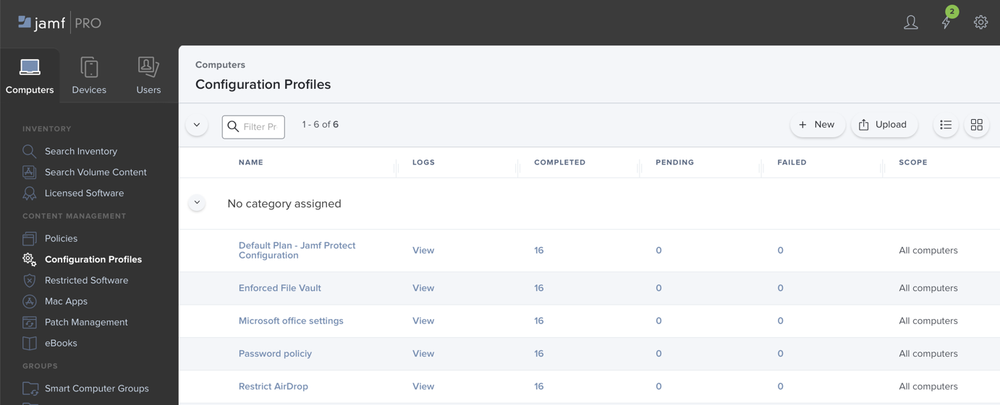 jamf PRO
2
Computers
Devices
Users
INVENTORY
Search Inventory
Search Volume Content
Licensed Software
CONTENT MANAGEMENT
Policies
Configuration Profiles
Restricted Software
Mac Apps
Patch Management
eBooks
GROUPS
Smart Computer Groups
Computers
Configuration Profiles
Filter Pr
1 - 6 of 6
+ New
Upload
NAME LOGS COMPLETED PENDING FAILED SCOPE
No category assigned
Default Plan - Jamf Protect
Configuration View 16 0 0 All computers
Enforced File Vault View 16 0 0 All computers
Microsoft office settings View 16 0 0 All computers
Password policiy View 16 0 0 All computers
Restrict AirDrop View 16 0 0 All computers